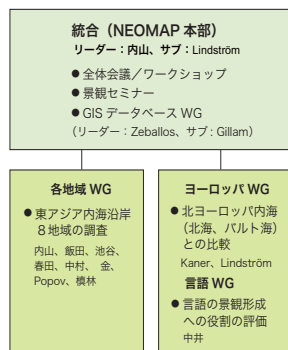 統合（NEOMAP 本部）
リーダー：内山、サブ：Lindström
● 全体会議／ワークショップ
● 景観セミナー
● GIS データベース WG
（リーダー：Zeballos、サブ : Gillam）
各地域 WG
● 東アジア内海沿岸
８地域の調査
内山、飯田、池谷、
春田、中村、 金、
Popov、槙林
ヨーロッパ WG
● 北ヨーロッパ内海
（北海、バルト海）
との比較
Kaner、Lindström
言語 WG
● 言語の景観形成
への役割の評価
中井